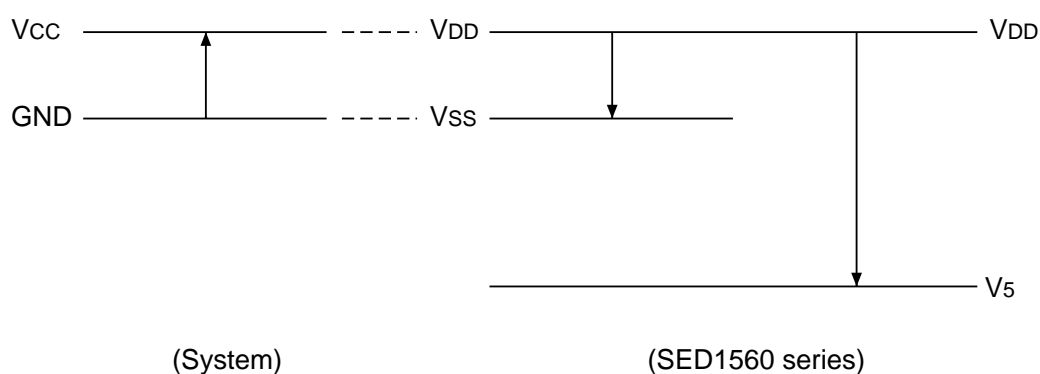 VCC VDD VDD
GND VSS
V5
(System) (SED1560 series)